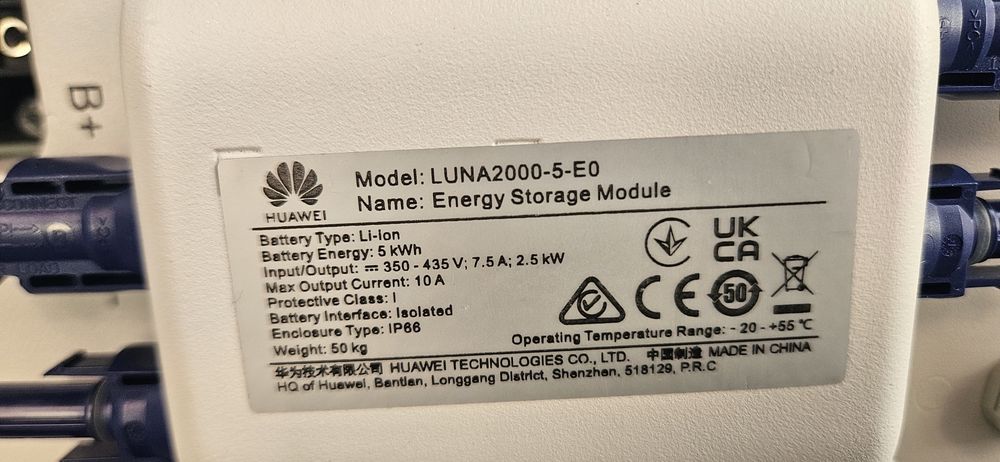 B+
HUAWEI
Model: LUNA2000-5-E0
Name: Energy Storage Module
Battery Type: Li-ion
Battery Energy: 5 kWh
Input/Output: ⎓ 350 - 435 V; 7.5 A; 2.5 kW
Max Output Current: 10 A
Protective Class: I
Battery Interface: Isolated
Enclosure Type: IP66
Weight: 50 kg
UK
CA
CE
50
Operating Temperature Range: - 20 - +55 ℃
华为技术有限公司 HUAWEI TECHNOLOGIES CO., LTD. 中国制造 MADE IN CHINA
HQ of Huawei, Bantian, Longgang District, Shenzhen, 518129, P.R.C